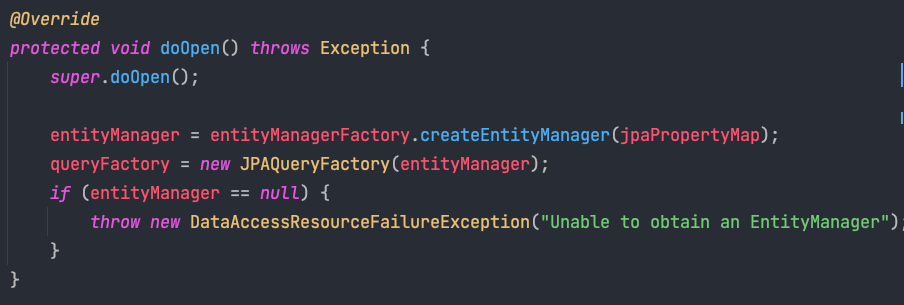 @Override
protected void doOpen() throws Exception {
    super.doOpen();

    entityManager = entityManagerFactory.createEntityManager(jpaPropertyMap);
    queryFactory = new JPAQueryFactory(entityManager);
    if (entityManager == null) {
        throw new DataAccessResourceFailureException("Unable to obtain an EntityManager");
    }
}